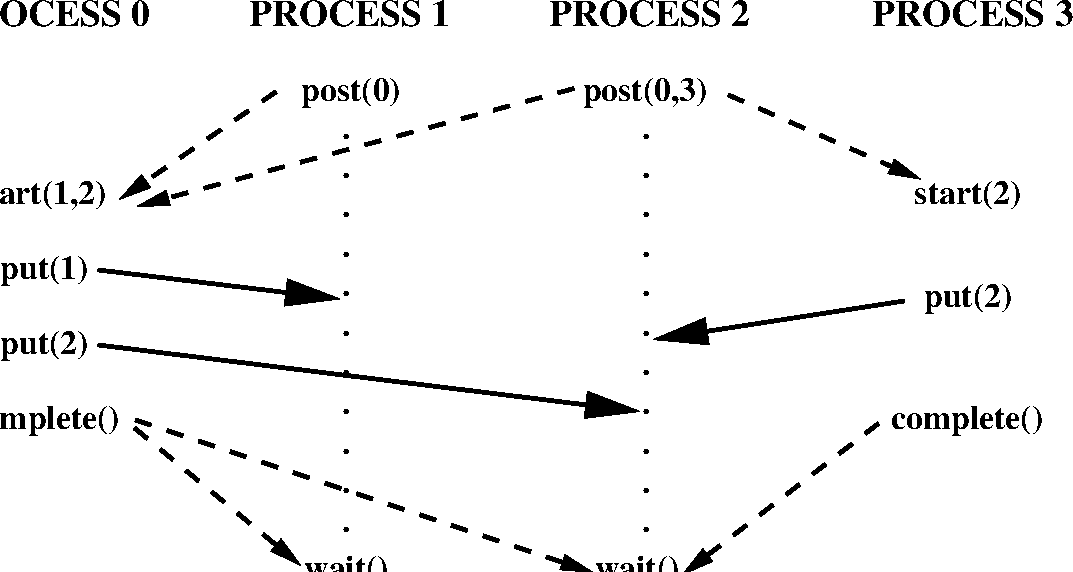 OCESS 0 PROCESS 1 PROCESS 2 PROCESS 3
post(0) post(0,3)
art(1,2) start(2)
put(1) put(2)
put(2)
mplete() complete()
wait() wait()